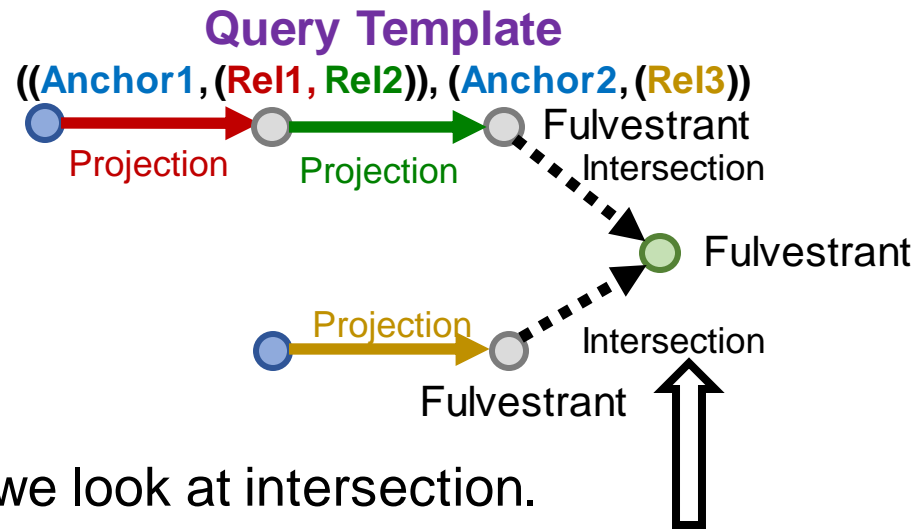 Query Template
((Anchor1, (Rel1, Rel2)), (Anchor2, (Rel3))
Fulvestrant
Projection
Projection
Intersection
Fulvestrant
Projection
Intersection
Fulvestrant
we look at intersection.